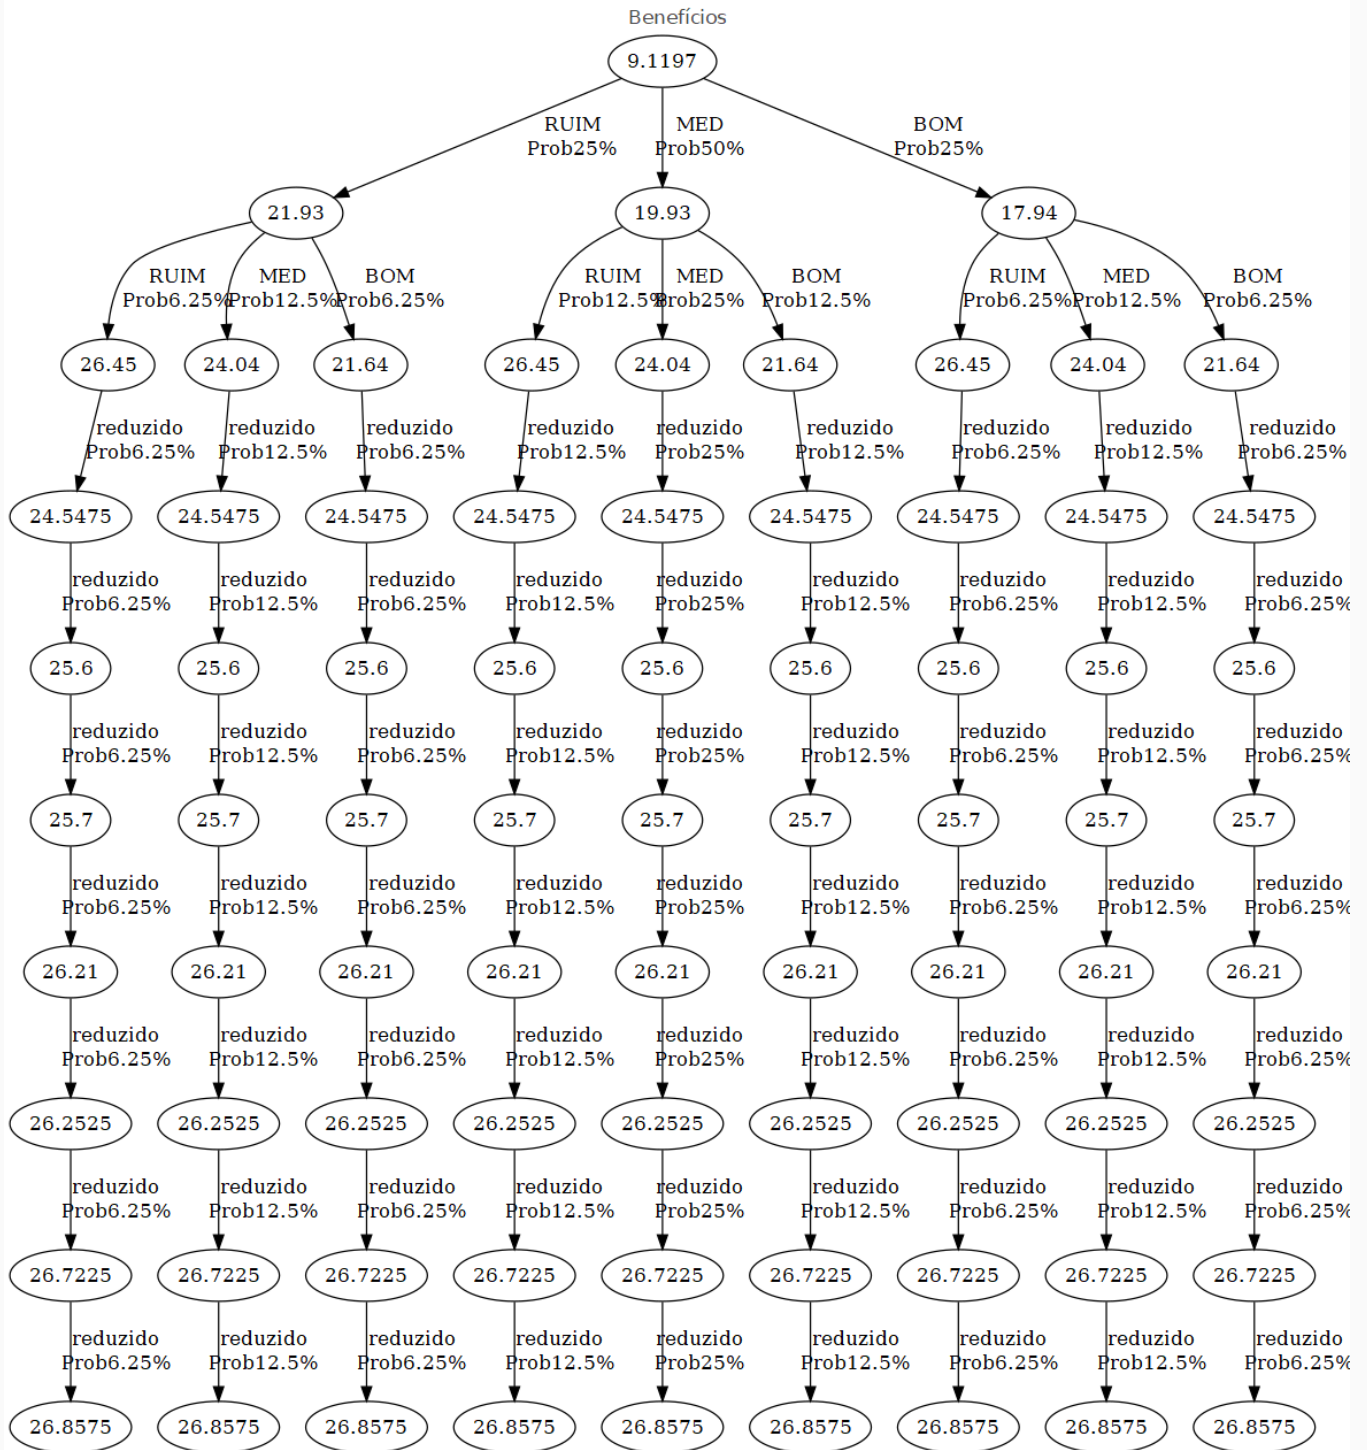 Benefícios
9.1197
RUIM MED BOM
Prob25% Prob50% Prob25%
21.93 19.93 17.94
RUIM MED BOM RUIM MED BOM RUIM MED BOM
Prob6.25% Prob12.5% Prob6.25% Prob12.5% Prob25% Prob12.5% Prob6.25% Prob12.5% Prob6.25%
26.45 24.04 21.64 26.45 24.04 21.64 26.45 24.04 21.64
reduzido reduzido reduzido reduzido reduzido reduzido reduzido reduzido reduzido
Prob6.25% Prob12.5% Prob6.25% Prob12.5% Prob25% Prob12.5% Prob6.25% Prob12.5% Prob6.25%
24.5475 24.5475 24.5475 24.5475 24.5475 24.5475 24.5475 24.5475 24.5475
reduzido reduzido reduzido reduzido reduzido reduzido reduzido reduzido reduzido
Prob6.25% Prob12.5% Prob6.25% Prob12.5% Prob25% Prob12.5% Prob6.25% Prob12.5% Prob6.25%
25.6 25.6 25.6 25.6 25.6 25.6 25.6 25.6 25.6
reduzido reduzido reduzido reduzido reduzido reduzido reduzido reduzido reduzido
Prob6.25% Prob12.5% Prob6.25% Prob12.5% Prob25% Prob12.5% Prob6.25% Prob12.5% Prob6.25%
25.7 25.7 25.7 25.7 25.7 25.7 25.7 25.7 25.7
reduzido reduzido reduzido reduzido reduzido reduzido reduzido reduzido reduzido
Prob6.25% Prob12.5% Prob6.25% Prob12.5% Prob25% Prob12.5% Prob6.25% Prob12.5% Prob6.25%
26.21 26.21 26.21 26.21 26.21 26.21 26.21 26.21 26.21
reduzido reduzido reduzido reduzido reduzido reduzido reduzido reduzido reduzido
Prob6.25% Prob12.5% Prob6.25% Prob12.5% Prob25% Prob12.5% Prob6.25% Prob12.5% Prob6.25%
26.2525 26.2525 26.2525 26.2525 26.2525 26.2525 26.2525 26.2525 26.2525
reduzido reduzido reduzido reduzido reduzido reduzido reduzido reduzido reduzido
Prob6.25% Prob12.5% Prob6.25% Prob12.5% Prob25% Prob12.5% Prob6.25% Prob12.5% Prob6.25%
26.7225 26.7225 26.7225 26.7225 26.7225 26.7225 26.7225 26.7225 26.7225
reduzido reduzido reduzido reduzido reduzido reduzido reduzido reduzido reduzido
Prob6.25% Prob12.5% Prob6.25% Prob12.5% Prob25% Prob12.5% Prob6.25% Prob12.5% Prob6.25%
26.8575 26.8575 26.8575 26.8575 26.8575 26.8575 26.8575 26.8575 26.8575